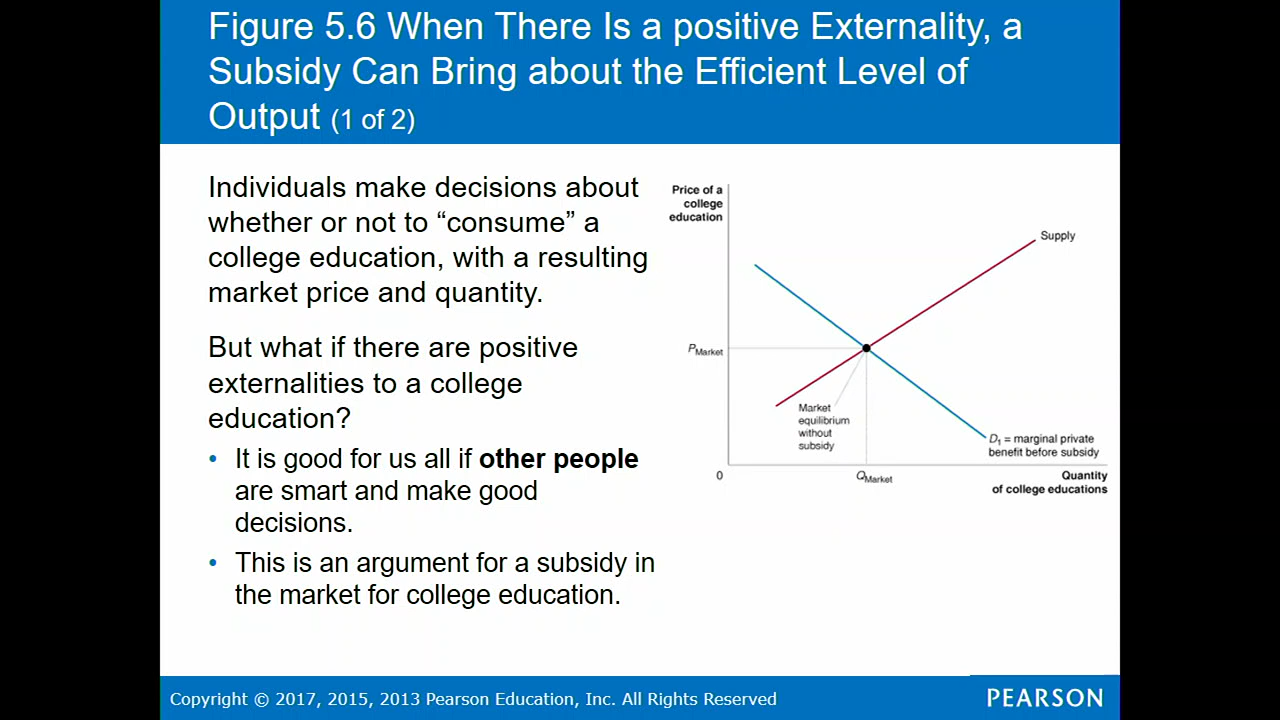 Figure 5.6 When There Is a positive Externality, a
Subsidy Can Bring about the Efficient Level of
Output (1 of 2)
Individuals make decisions about
whether or not to “consume” a
college education, with a resulting
market price and quantity.
But what if there are positive
externalities to a college
education?
• It is good for us all if other people
are smart and make good
decisions.
• This is an argument for a subsidy in
the market for college education.
Price of a
college
education
Supply
PMarket
Market
equilibrium
without
subsidy
D1 = marginal private
benefit before subsidy
0
QMarket
Quantity
of college educations
Copyright © 2017, 2015, 2013 Pearson Education, Inc. All Rights Reserved
PEARSON